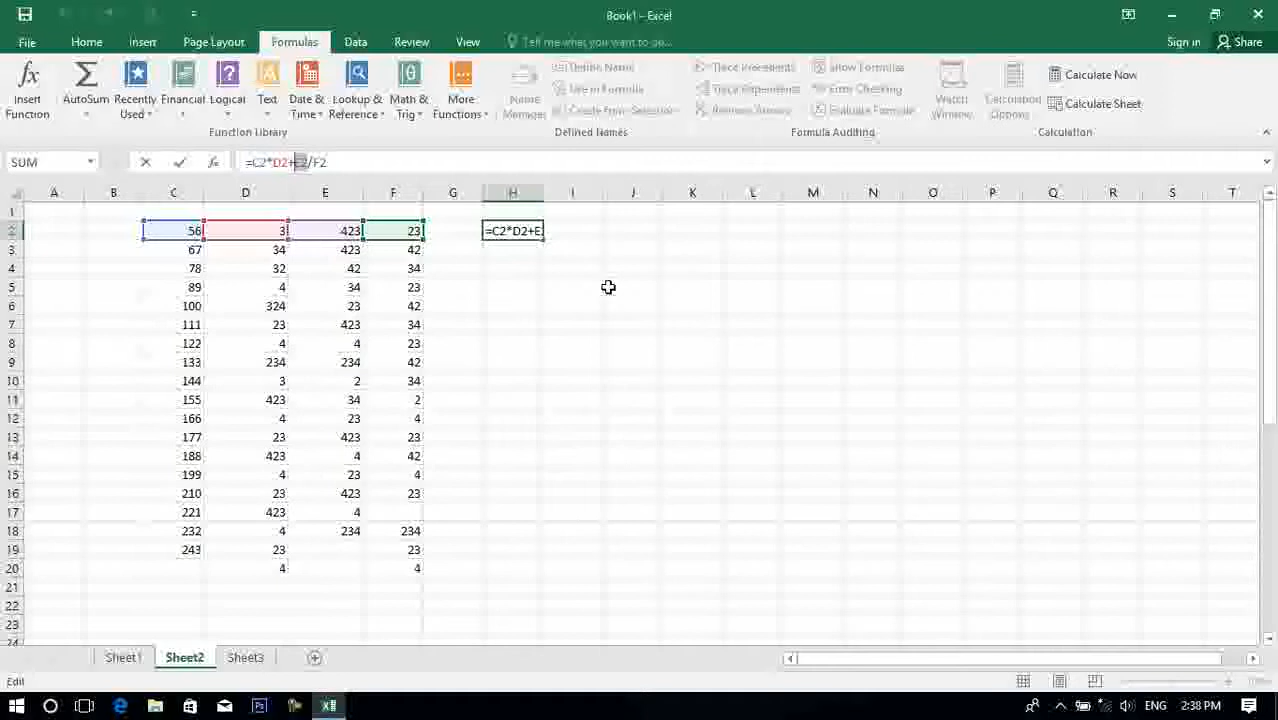 Book1 - Excel
File Home Insert Page Layout Formulas Data Review View Tell me what you want to do... Sign in Share
Insert Function
AutoSum
Recently Used
Financial
Logical
Text
Date & Time
Lookup & Reference
Math & Trig
More Functions
Function Library
Name Manager
Define Name
Use in Formula
Create from Selection
Defined Names
Trace Precedents
Trace Dependents
Remove Arrows
Show Formulas
Error Checking
Evaluate Formula
Watch Window
Formula Auditing
Calculation Options
Calculate Now
Calculate Sheet
Calculation
SUM fx =C2*D2+E2/F2
A B C D E F G H I J K L M N O P Q R S T
1
2 56 3 423 23 =C2*D2+E
3 67 34 423 42
4 78 32 42 34
5 89 4 34 23
6 100 324 23 42
7 111 23 423 34
8 122 4 4 23
9 133 234 234 42
10 144 3 2 34
11 155 423 34 2
12 166 4 23 4
13 177 23 423 23
14 188 423 4 42
15 199 4 23 4
16 210 23 423 23
17 221 423 4
18 232 4 234 234
19 243 23 23
20 4 4
21
22
23
24
Sheet1 Sheet2 Sheet3
Edit
ENG 2:38 PM